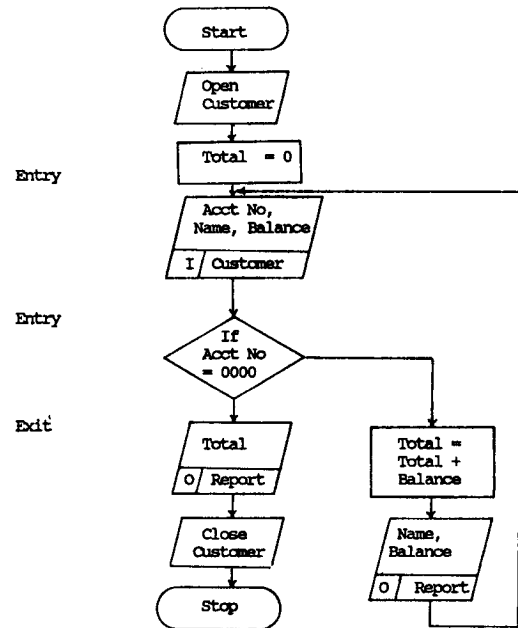 Start
Open
Customer
Total = 0
Entry
Acct No,
Name, Balance
I Customer
Entry
If
Acct No
= 0000
Exit
Total
O Report
Total =
Total +
Balance
Close
Customer
Name,
Balance
O Report
Stop